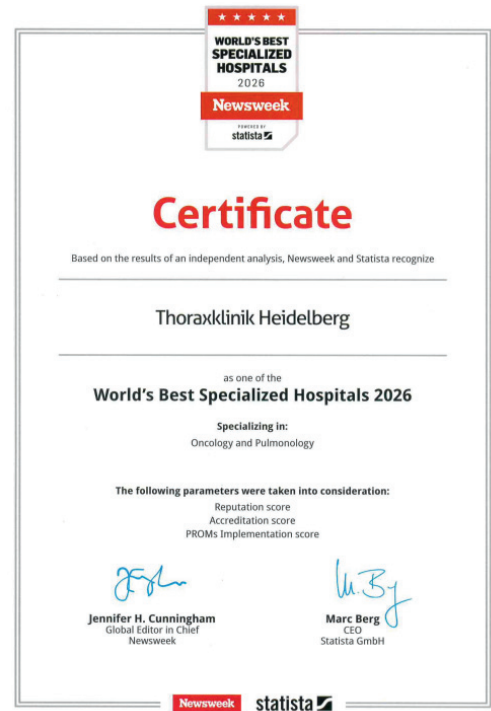 WORLD'S BEST
SPECIALIZED
HOSPITALS
2026
Newsweek
POWERED BY
statista
Certificate
Based on the results of an independent analysis, Newsweek and Statista recognize
Thoraxklinik Heidelberg
as one of the
World's Best Specialized Hospitals 2026
Specializing in:
Oncology and Pulmonology
The following parameters were taken into consideration:
Reputation score
Accreditation score
PROMs Implementation score
Jennifer H. Cunningham
Global Editor in Chief
Newsweek
Marc Berg
CEO
Statista GmbH
Newsweek statista